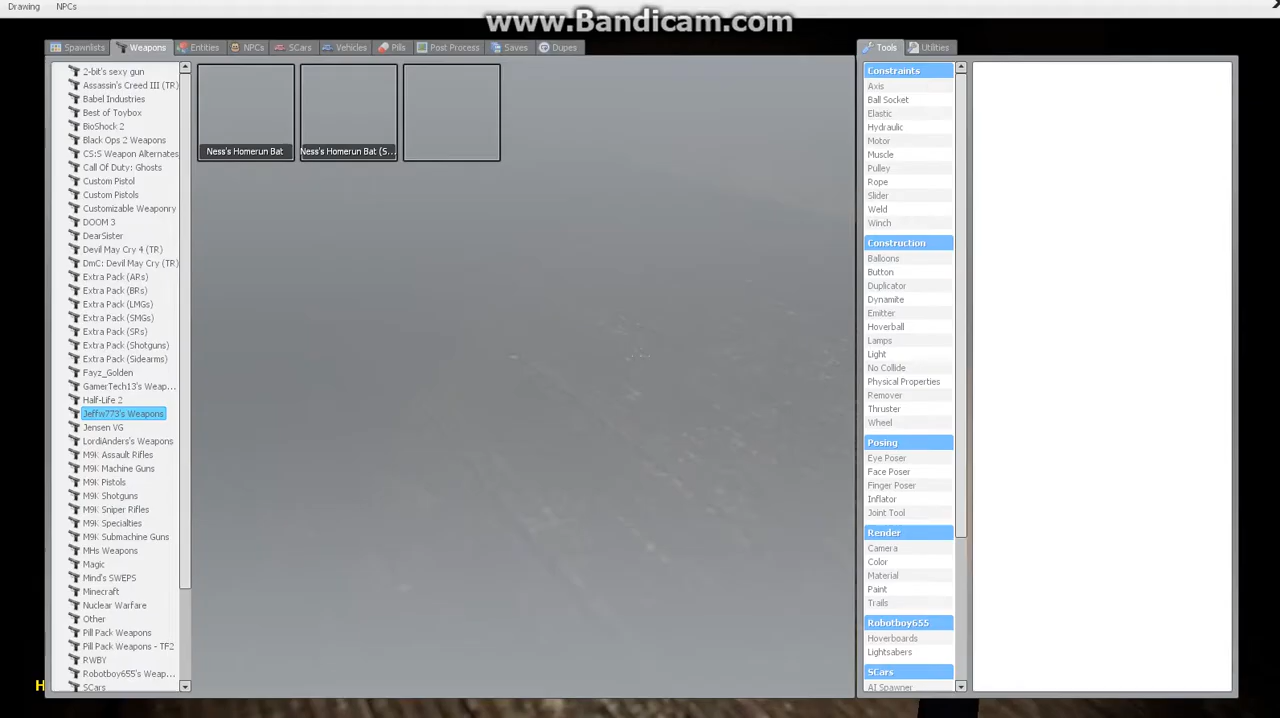 Drawing NPCs
www.Bandicam.com
Spawnlists Weapons Entities NPCs SCars Vehicles Pills Post Process Saves Dupes Tools Utilities
2-bit's sexy gun
Assassin's Creed III (TR)
Babel Industries
Best of Toybox
BioShock 2
Black Ops 2 Weapons
CS:S Weapon Alternates
Call Of Duty: Ghosts
Custom Pistol
Custom Pistols
Customizable Weaponry
DOOM 3
DearSister
Devil May Cry 4 (TR)
DmC: Devil May Cry (TR)
Extra Pack (ARs)
Extra Pack (BRs)
Extra Pack (LMGs)
Extra Pack (SMGs)
Extra Pack (SRs)
Extra Pack (Shotguns)
Extra Pack (Sidearms)
Fayz_Golden
GamerTech13's Weap...
Half-Life 2
Jeffw773's Weapons
Jensen VG
LordiAnders's Weapons
M9K Assault Rifles
M9K Machine Guns
M9K Pistols
M9K Shotguns
M9K Sniper Rifles
M9K Specialties
M9K Submachine Guns
MHs Weapons
Magic
Mind's SWEPS
Minecraft
Nuclear Warfare
Other
Pill Pack Weapons
Pill Pack Weapons - TF2
RWBY
Robotboy655's Weap...
SCars
Ness's Homerun Bat
Ness's Homerun Bat (S...
Constraints
Axis
Ball Socket
Elastic
Hydraulic
Motor
Muscle
Pulley
Rope
Slider
Weld
Winch
Construction
Balloons
Button
Duplicator
Dynamite
Emitter
Hoverball
Lamps
Light
No Collide
Physical Properties
Remover
Thruster
Wheel
Posing
Eye Poser
Face Poser
Finger Poser
Inflator
Joint Tool
Render
Camera
Color
Material
Paint
Trails
Robotboy655
Hoverboards
Lightsabers
SCars
AI Spawner
H